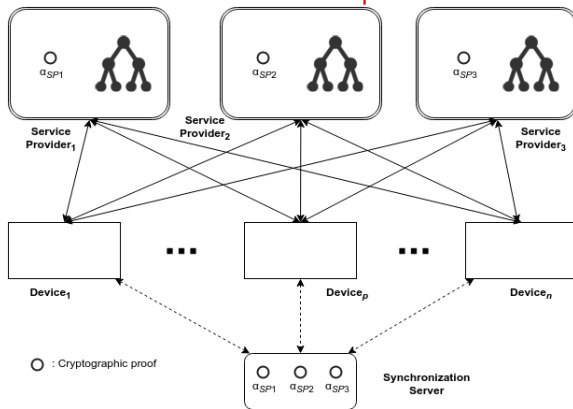 αSP1
αSP2
αSP3
Service
Provider1
Service
Provider2
Service
Provider3
Device1
Devicep
Devicen
: Cryptographic proof
αSP1 αSP2 αSP3
Synchronization
Server